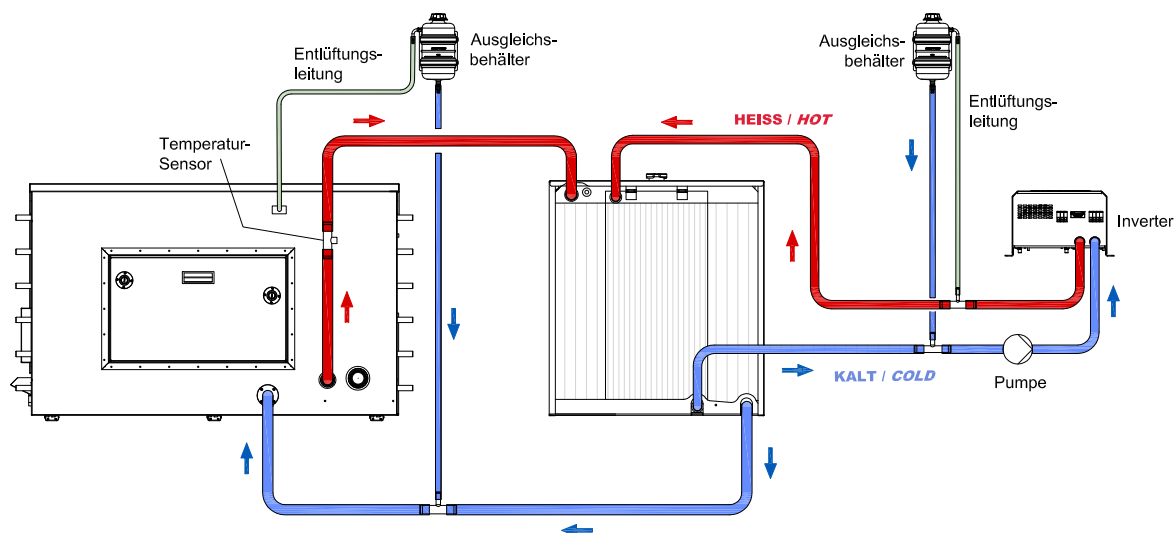 Entlüftungs-
leitung
Ausgleichs-
behälter
Ausgleichs-
behälter
Entlüftungs-
leitung
Temperatur-
Sensor
HEISS / HOT
Inverter
KALT / COLD
Pumpe